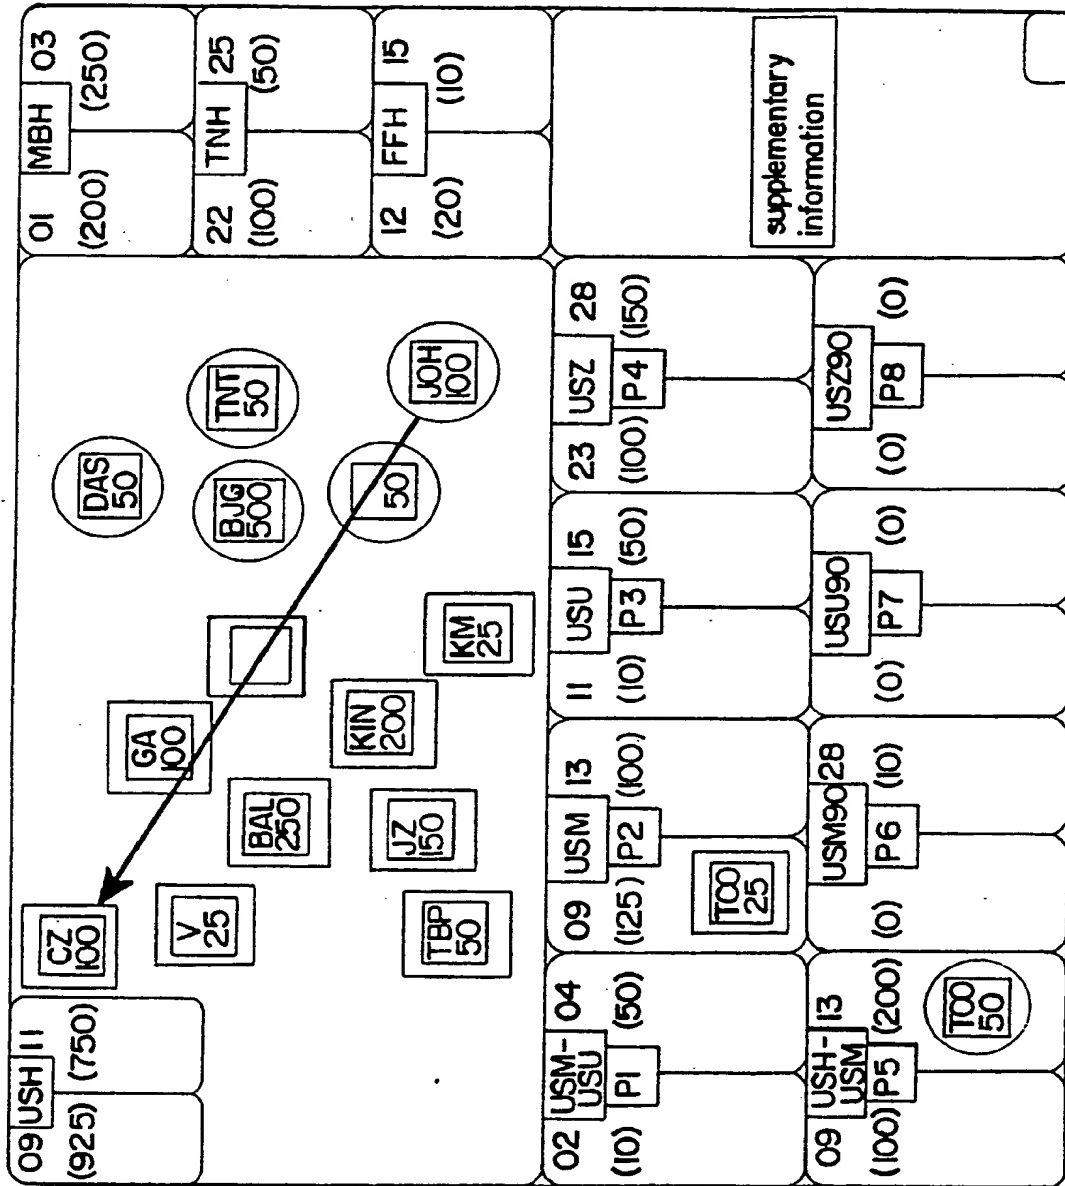 09 USH 11
(925) (750)
CZ
100
V
25
TBP
50
GA
100
BAL
250
JZ
150
KIN
200
KM
25
DAS
50
BJG
500
50
TNT
50
JOH
100
01 MBH 03
(200) (250)
22 TNH 25
(100) (50)
12 FFH 15
(20) (10)
02 USM-USU 04
(10) P1 (50)
09 USM 13
(125) P2 (100)
TOO
25
11 USU 15
(10) P3 (50)
23 USZ 28
(100) P4 (150)
09 USH-USM 13
(100) P5 (200)
TOO
50
USM90 28
(0) P6 (10)
USU90
(0) P7 (0)
USZ90
(0) P8 (0)
supplementary
information